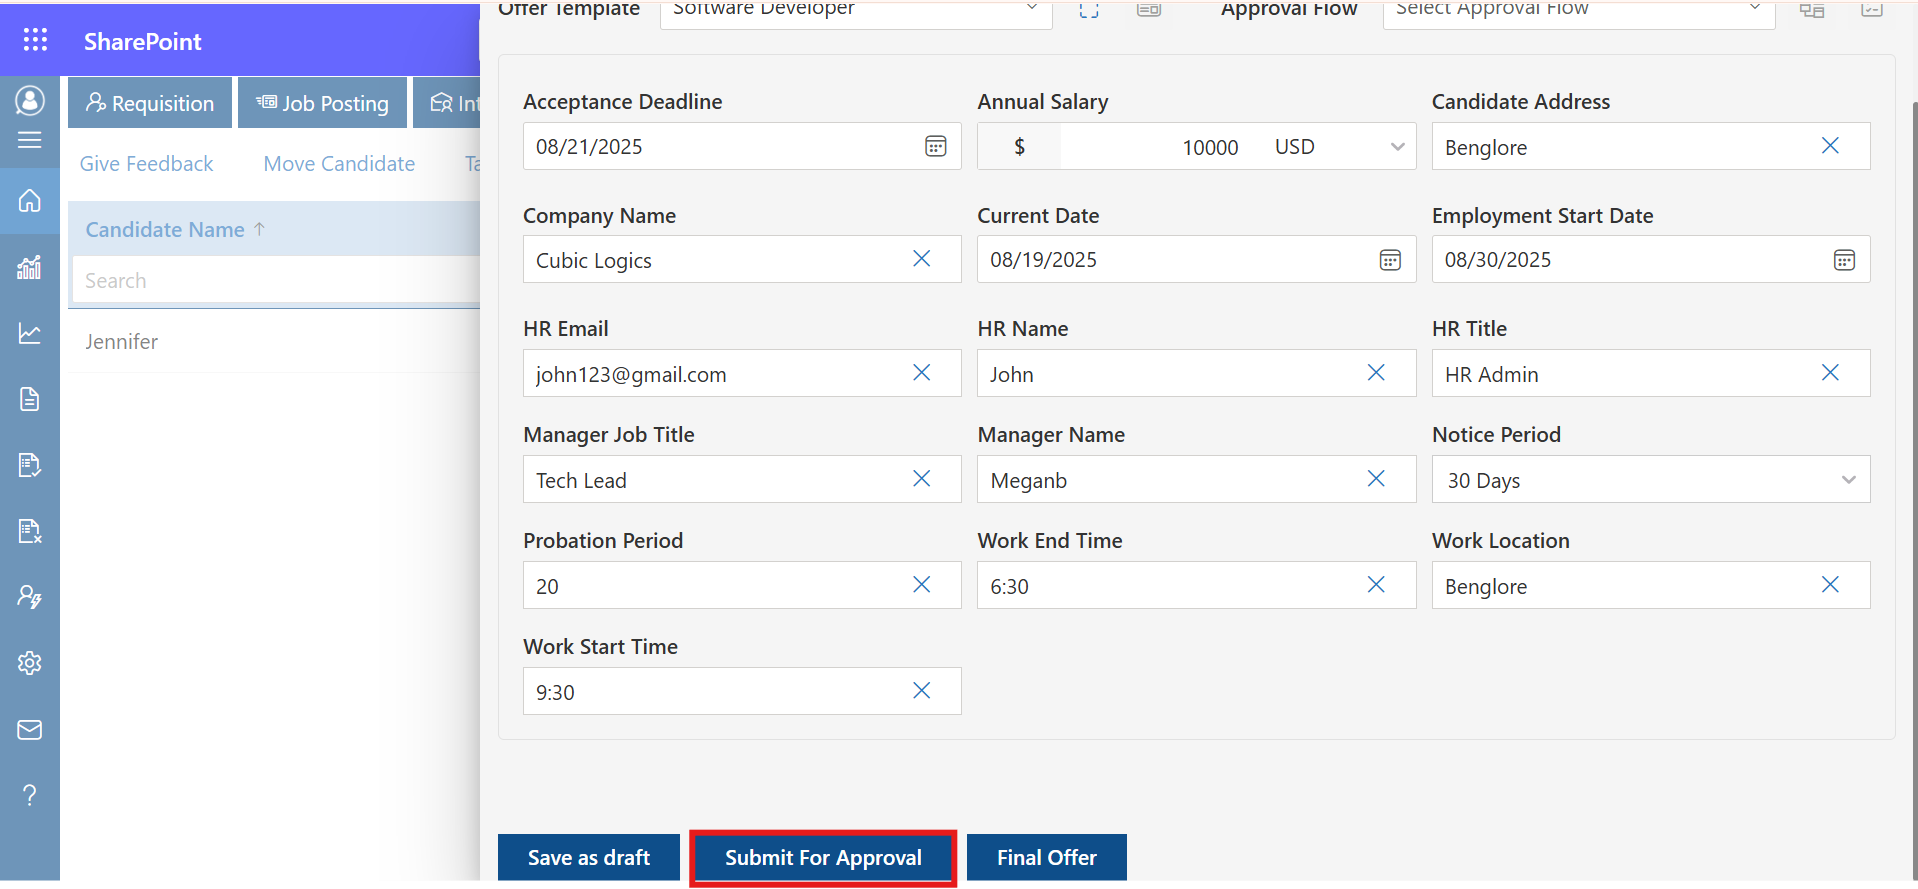 Offer Template
Software Developer
Approval Flow
Select Approval Flow
SharePoint
Requisition
Job Posting
Int
Give Feedback
Move Candidate
Ta
Candidate Name ↑
Search
Jennifer
Acceptance Deadline
Annual Salary
Candidate Address
08/21/2025
$ 10000 USD
Benglore
Company Name
Current Date
Employment Start Date
Cubic Logics
08/19/2025
08/30/2025
HR Email
HR Name
HR Title
john123@gmail.com
John
HR Admin
Manager Job Title
Manager Name
Notice Period
Tech Lead
Meganb
30 Days
Probation Period
Work End Time
Work Location
20
6:30
Benglore
Work Start Time
9:30
Save as draft
Submit For Approval
Final Offer